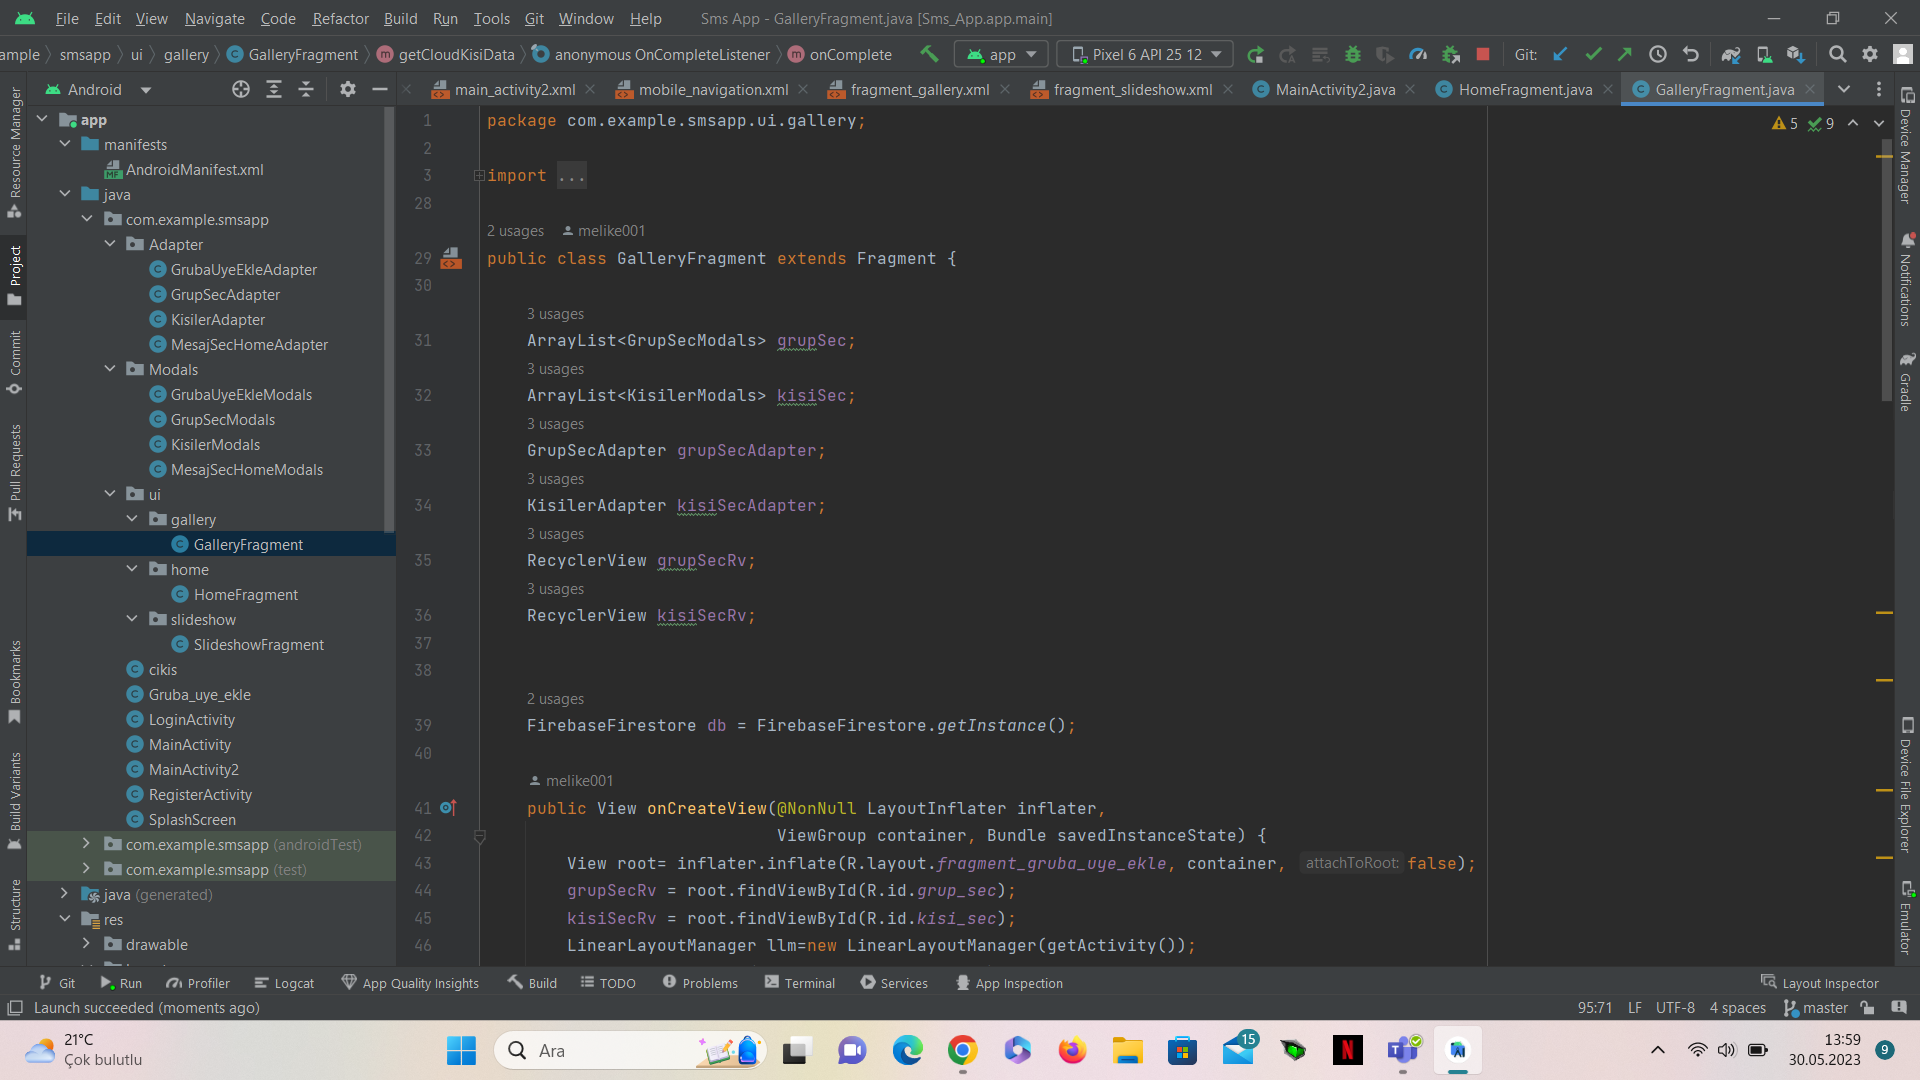 File Edit View Navigate Code Refactor Build Run Tools Git Window Help Sms App - GalleryFragment.java [Sms_App.app.main]
ample smsapp ui gallery GalleryFragment getCloudKisiData anonymous OnCompleteListener onComplete app Pixel 6 API 25 12 Git:
Android main_activity2.xml mobile_navigation.xml fragment_gallery.xml fragment_slideshow.xml MainActivity2.java HomeFragment.java GalleryFragment.java
Resource Manager
Project
Commit
Pull Requests
Bookmarks
Build Variants
Structure
app
manifests
AndroidManifest.xml
java
com.example.smsapp
Adapter
GrubaUyeEkleAdapter
GrupSecAdapter
KisilerAdapter
MesajSecHomeAdapter
Modals
GrubaUyeEkleModals
GrupSecModals
KisilerModals
MesajSecHomeModals
ui
gallery
GalleryFragment
home
HomeFragment
slideshow
SlideshowFragment
cikis
Gruba_uye_ekle
LoginActivity
MainActivity
MainActivity2
RegisterActivity
SplashScreen
com.example.smsapp (androidTest)
com.example.smsapp (test)
java (generated)
res
drawable
5 9
1 package com.example.smsapp.ui.gallery;
2
3 import ...
28
2 usages melike001
29 public class GalleryFragment extends Fragment {
30
3 usages
31 ArrayList<GrupSecModals> grupSec;
3 usages
32 ArrayList<KisilerModals> kisiSec;
3 usages
33 GrupSecAdapter grupSecAdapter;
3 usages
34 KisilerAdapter kisiSecAdapter;
3 usages
35 RecyclerView grupSecRv;
3 usages
36 RecyclerView kisiSecRv;
37
38
2 usages
39 FirebaseFirestore db = FirebaseFirestore.getInstance();
40
melike001
41 public View onCreateView(@NonNull LayoutInflater inflater,
42 ViewGroup container, Bundle savedInstanceState) {
43 View root= inflater.inflate(R.layout.fragment_gruba_uye_ekle, container, attachToRoot: false);
44 grupSecRv = root.findViewById(R.id.grup_sec);
45 kisiSecRv = root.findViewById(R.id.kisi_sec);
46 LinearLayoutManager llm=new LinearLayoutManager(getActivity());
Device Manager
Notifications
Gradle
Device File Explorer
Emulator
Git Run Profiler Logcat App Quality Insights Build TODO Problems Terminal Services App Inspection Layout Inspector
Launch succeeded (moments ago) 95:71 LF UTF-8 4 spaces master
21°C
Çok bulutlu
Ara
15
13:59
30.05.2023
9